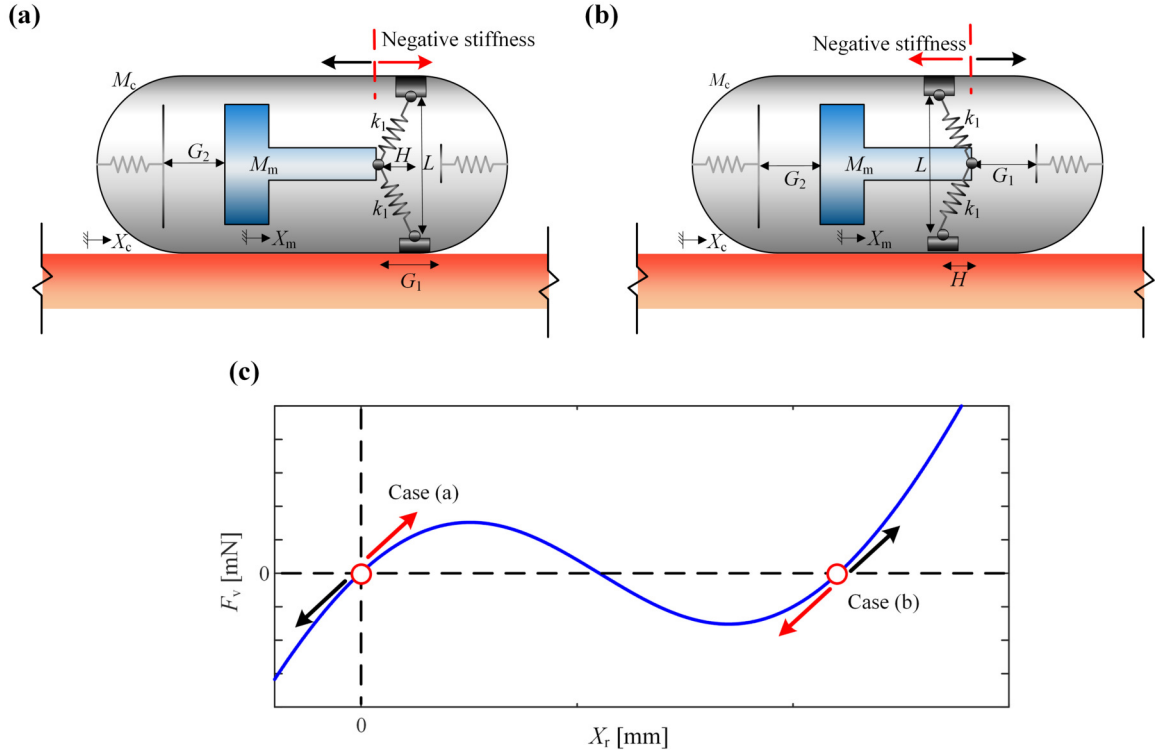 (a)
Negative stiffness
Mc
k1
G2
Mm
H
L
k1
Xc
Xm
G1
(b)
Negative stiffness
Mc
k1
G2
Mm
L
G1
k1
Xc
Xm
H
(c)
Case (a)
Fv [mN]
0
Case (b)
0
Xr [mm]